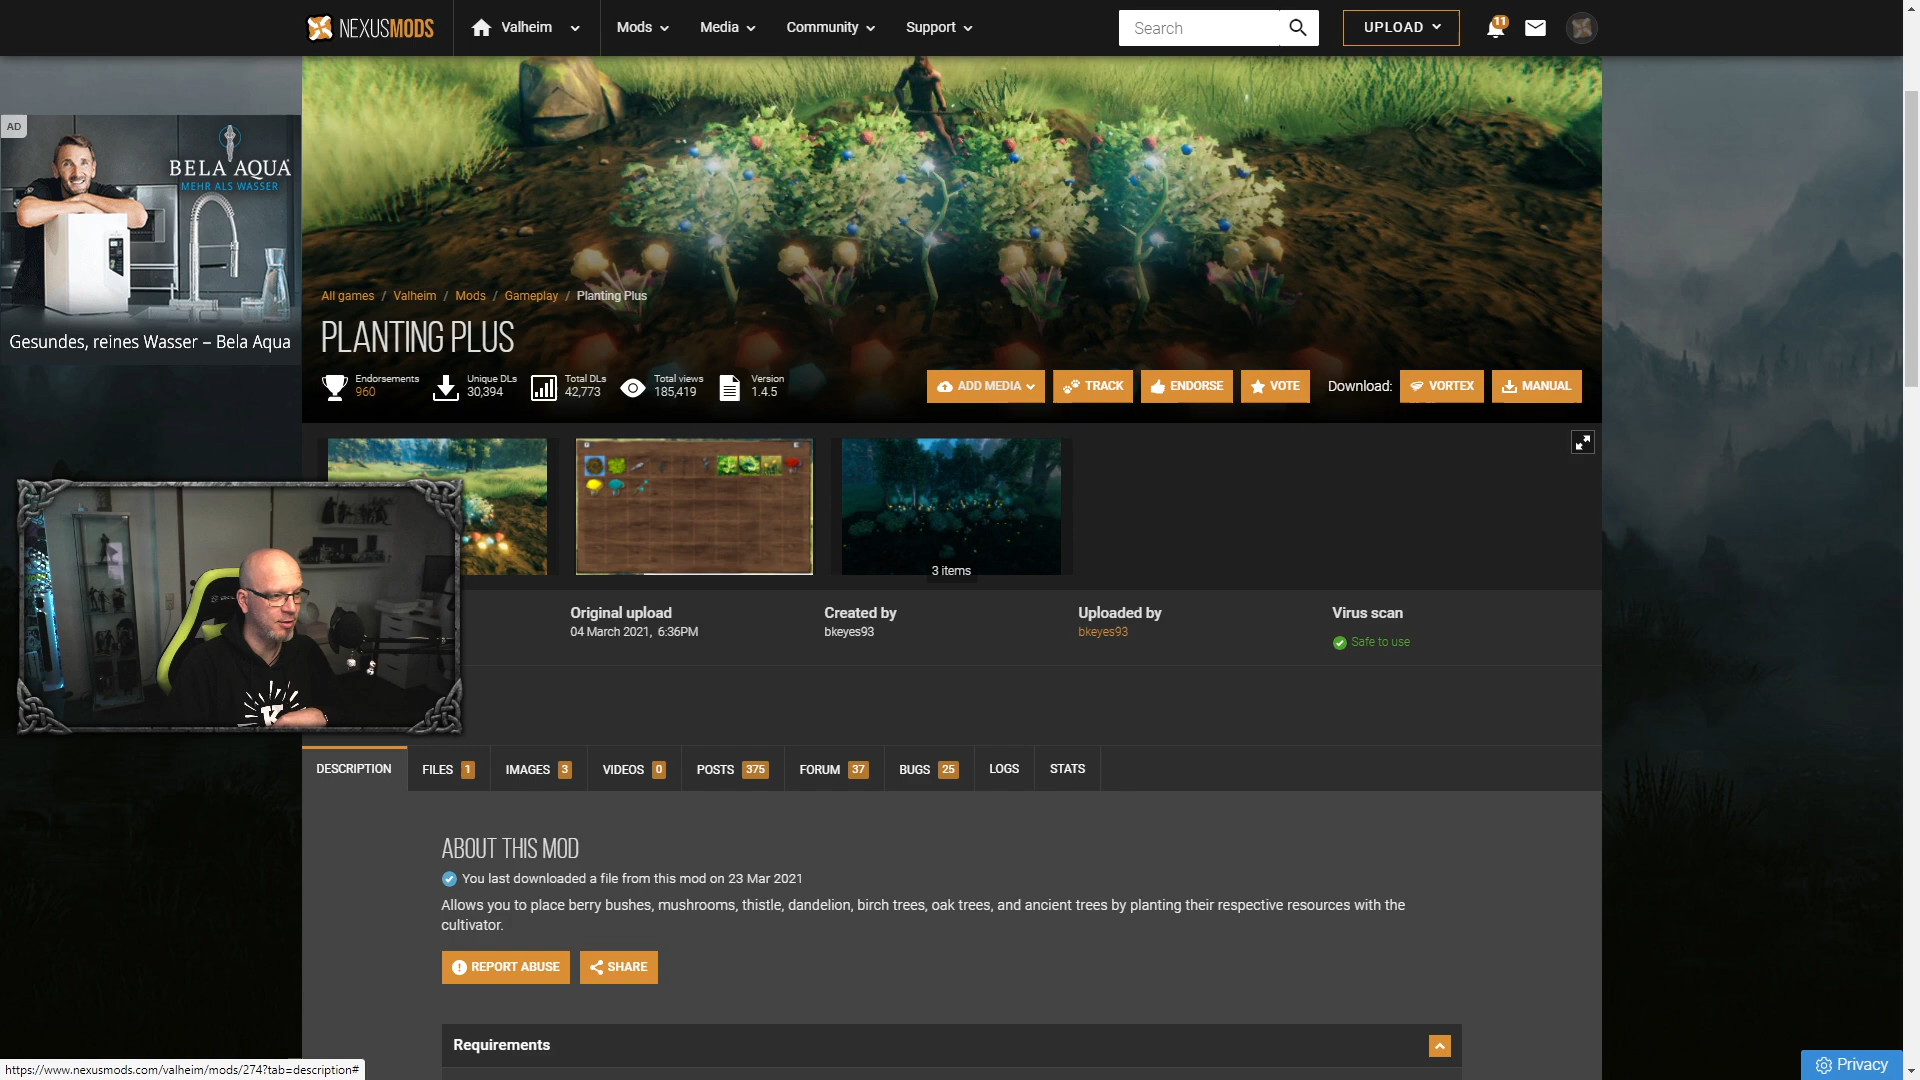 NEXUSMODS
Valheim
Mods
Media
Community
Support
Search
UPLOAD
11
AD
BELA AQUA
MEHR ALS WASSER
Gesundes, reines Wasser – Bela Aqua
All games / Valheim / Mods / Gameplay / Planting Plus
PLANTING PLUS
Endorsements
960
Unique DLs
30,394
Total DLs
42,773
Total views
185,419
Version
1.4.5
ADD MEDIA
TRACK
ENDORSE
VOTE
Download:
VORTEX
MANUAL
3 items
Original upload
04 March 2021, 6:36PM
Created by
bkeyes93
Uploaded by
bkeyes93
Virus scan
Safe to use
DESCRIPTION
FILES 1
IMAGES 3
VIDEOS 0
POSTS 375
FORUM 37
BUGS 25
LOGS
STATS
ABOUT THIS MOD
You last downloaded a file from this mod on 23 Mar 2021
Allows you to place berry bushes, mushrooms, thistle, dandelion, birch trees, oak trees, and ancient trees by planting their respective resources with the
cultivator.
REPORT ABUSE
SHARE
Requirements
https://www.nexusmods.com/valheim/mods/274?tab=description#
Privacy